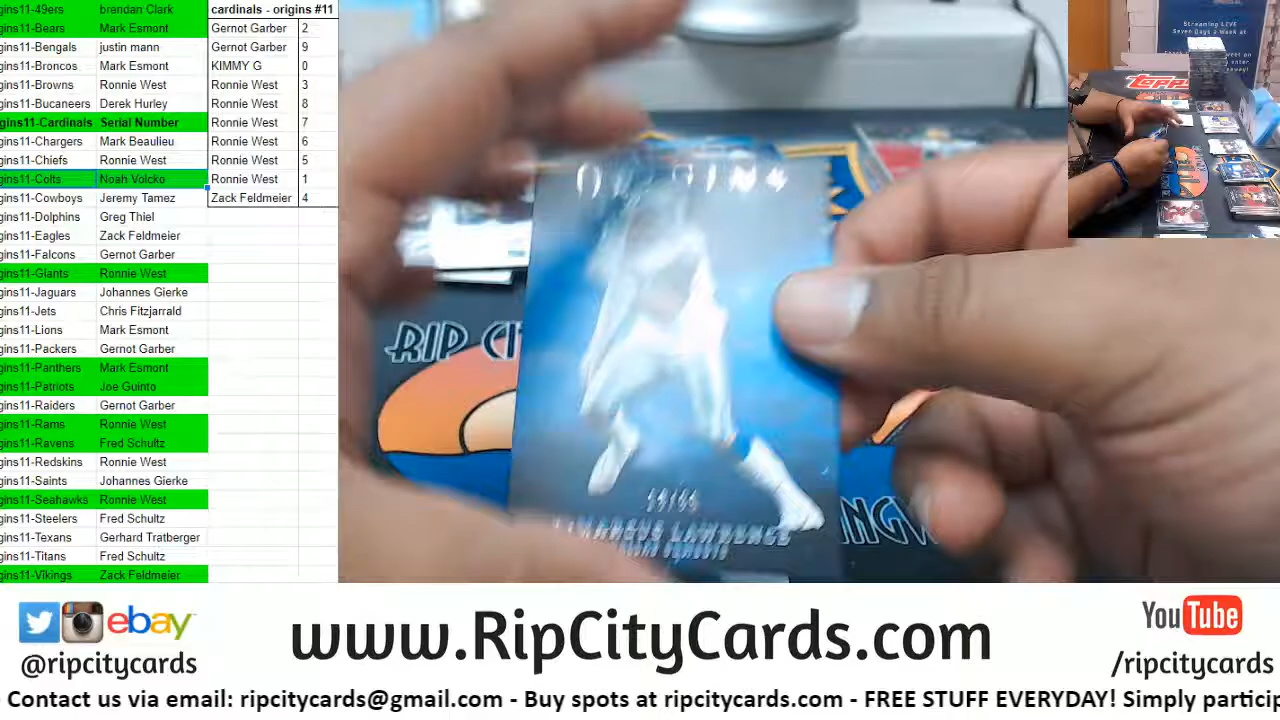 gins11-49ers brendan Clark cardinals - origins #11
gins11-Bears Mark Esmont Gernot Garber 2
gins11-Bengals justin mann Gernot Garber 9
gins11-Broncos Mark Esmont KIMMY G 0
gins11-Browns Ronnie West Ronnie West 3
gins11-Bucaneers Derek Hurley Ronnie West 8
gins11-Cardinals Serial Number Ronnie West 7
gins11-Chargers Mark Beaulieu Ronnie West 6
gins11-Chiefs Ronnie West Ronnie West 5
gins11-Colts Noah Volcko Ronnie West 1
gins11-Cowboys Jeremy Tamez Zack Feldmeier 4
gins11-Dolphins Greg Thiel
gins11-Eagles Zack Feldmeier
gins11-Falcons Gernot Garber
gins11-Giants Ronnie West
gins11-Jaguars Johannes Gierke
gins11-Jets Chris Fitzjarrald
gins11-Lions Mark Esmont
gins11-Packers Gernot Garber
gins11-Panthers Mark Esmont
gins11-Patriots Joe Guinto
gins11-Raiders Gernot Garber
gins11-Rams Ronnie West
gins11-Ravens Fred Schultz
gins11-Redskins Ronnie West
gins11-Saints Johannes Gierke
gins11-Seahawks Ronnie West
gins11-Steelers Fred Schultz
gins11-Texans Gerhard Tratberger
gins11-Titans Fred Schultz
gins11-Vikings Zack Feldmeier
RIP CI
LAWRENCE
Streaming LIVE
Seven Days a Week at
TOPPS
ebay
@ripcitycards
www.RipCityCards.com
YouTube
/ripcitycards
Contact us via email: ripcitycards@gmail.com - Buy spots at ripcitycards.com - FREE STUFF EVERYDAY! Simply particip